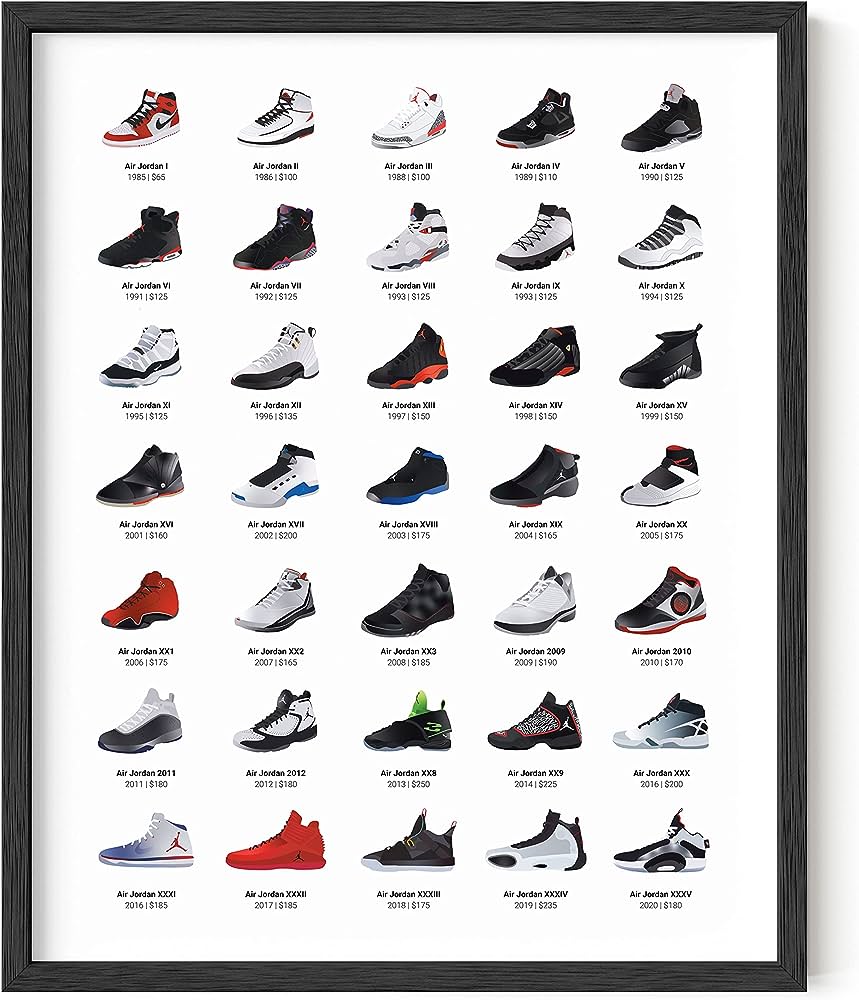 Air Jordan I
1985 | $65
Air Jordan II
1986 | $100
Air Jordan III
1988 | $100
Air Jordan IV
1989 | $110
Air Jordan V
1990 | $125
Air Jordan VI
1991 | $125
Air Jordan VII
1992 | $125
Air Jordan VIII
1993 | $125
Air Jordan IX
1993 | $125
Air Jordan X
1994 | $125
Air Jordan XI
1995 | $125
Air Jordan XII
1996 | $135
Air Jordan XIII
1997 | $150
Air Jordan XIV
1998 | $150
Air Jordan XV
1999 | $150
Air Jordan XVI
2001 | $160
Air Jordan XVII
2002 | $200
Air Jordan XVIII
2003 | $175
Air Jordan XIX
2004 | $165
Air Jordan XX
2005 | $175
Air Jordan XX1
2006 | $175
Air Jordan XX2
2007 | $165
Air Jordan XX3
2008 | $185
Air Jordan 2009
2009 | $190
Air Jordan 2010
2010 | $170
Air Jordan 2011
2011 | $180
Air Jordan 2012
2012 | $180
Air Jordan XX8
2013 | $250
Air Jordan XX9
2014 | $225
Air Jordan XXX
2016 | $200
Air Jordan XXXI
2016 | $185
Air Jordan XXXII
2017 | $185
Air Jordan XXXIII
2018 | $175
Air Jordan XXXIV
2019 | $235
Air Jordan XXXV
2020 | $180